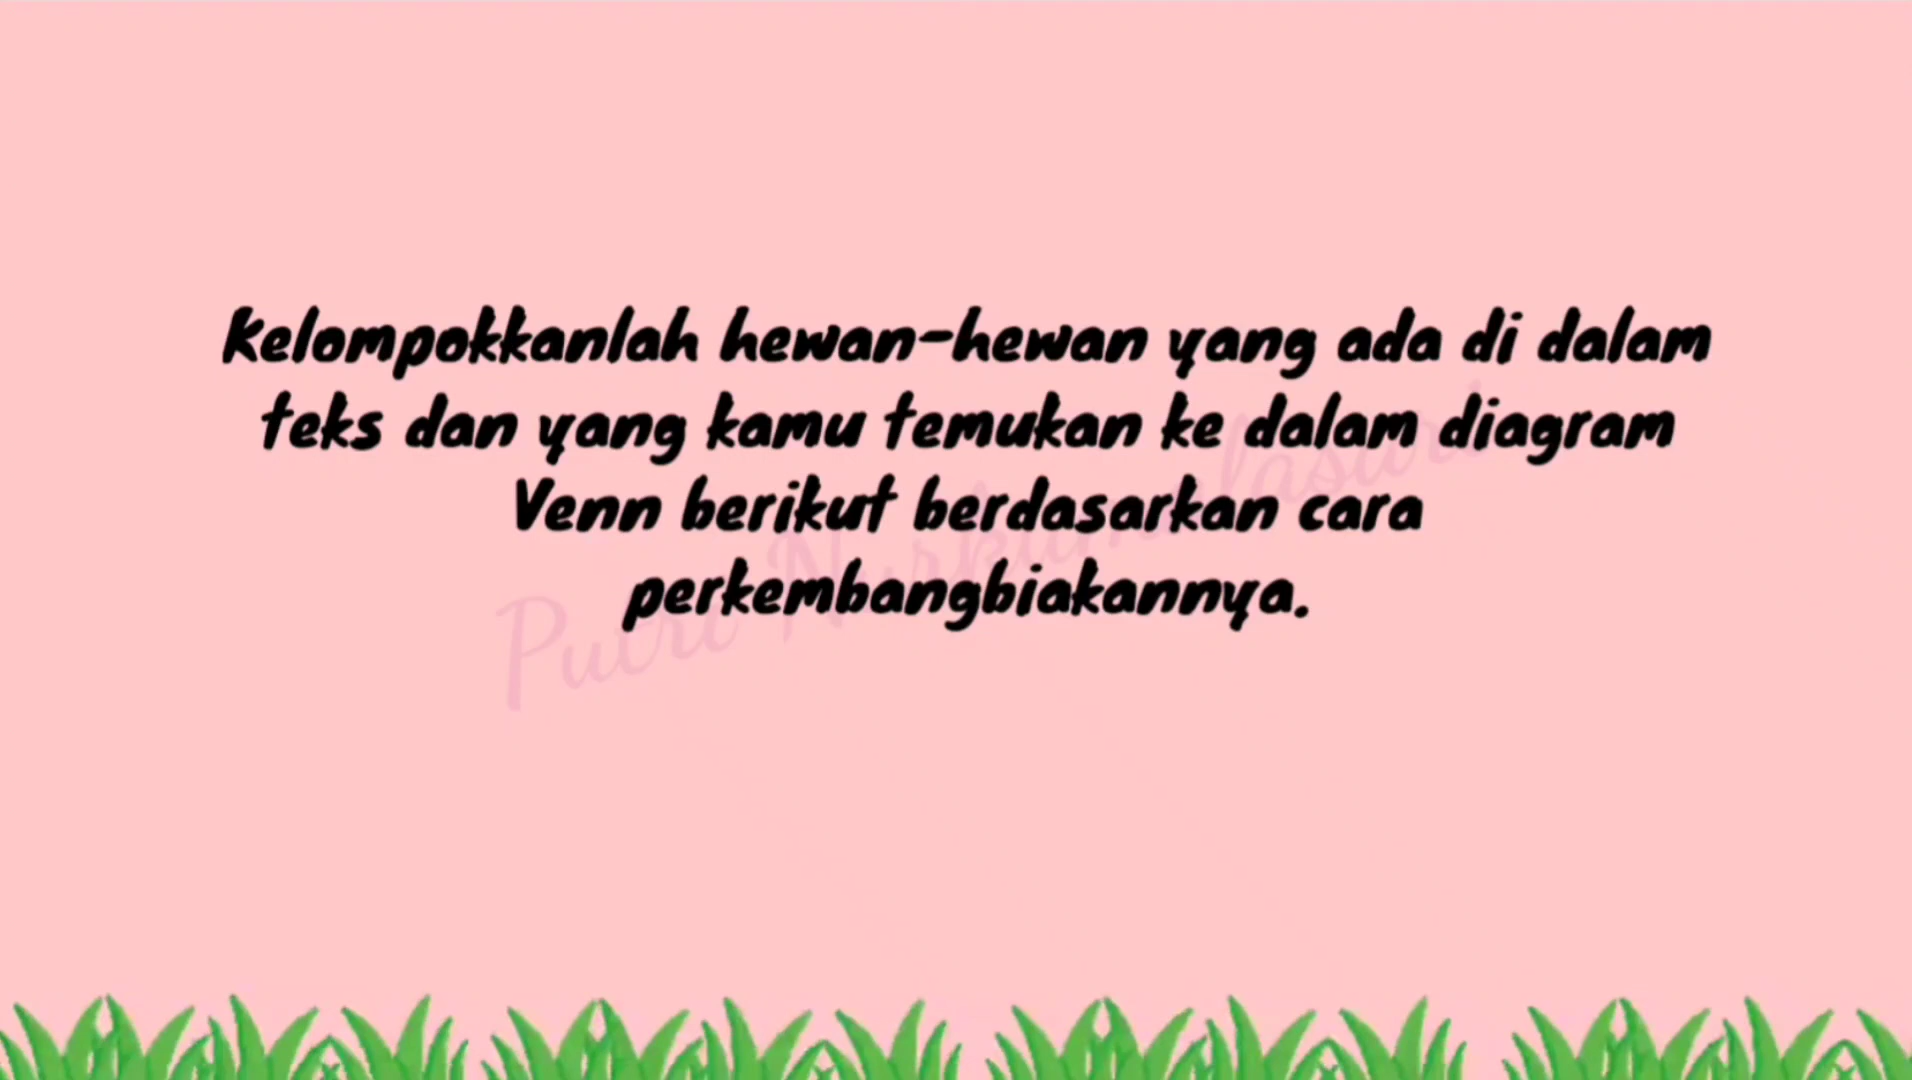 Kelompokkanlah hewan-hewan yang ada di dalam
teks dan yang kamu temukan ke dalam diagram
Venn berikut berdasarkan cara
perkembangbiakannya.
Putri